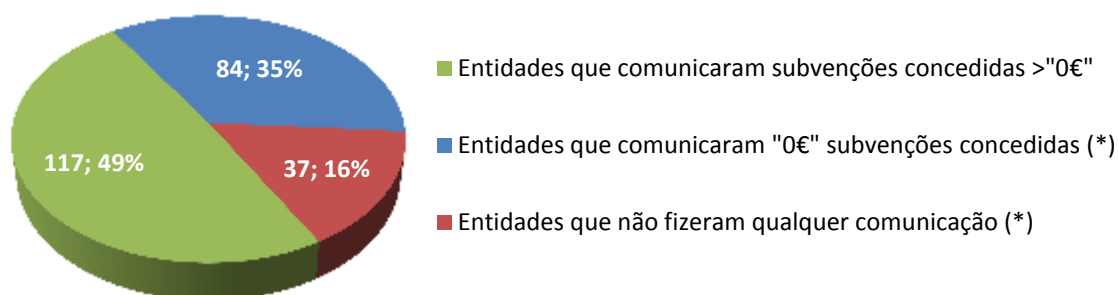 84; 35%
117; 49%
37; 16%
Entidades que comunicaram subvenções concedidas >"0€"
Entidades que comunicaram "0€" subvenções concedidas (*)
Entidades que não fizeram qualquer comunicação (*)